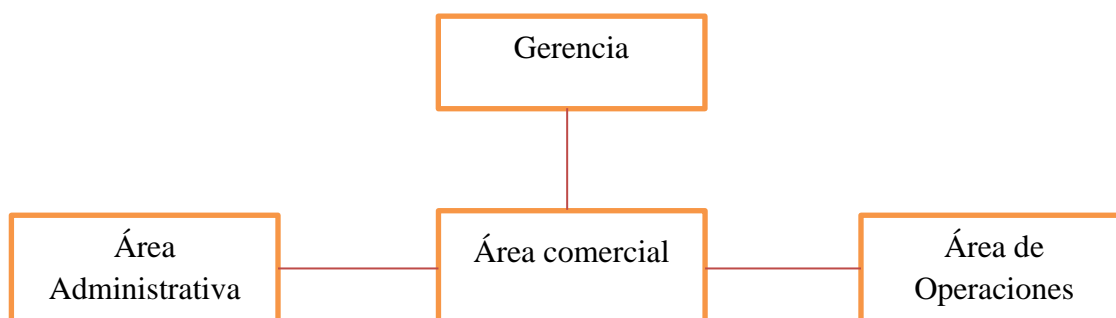 Gerencia
Área
Administrativa
Área comercial
Área de
Operaciones